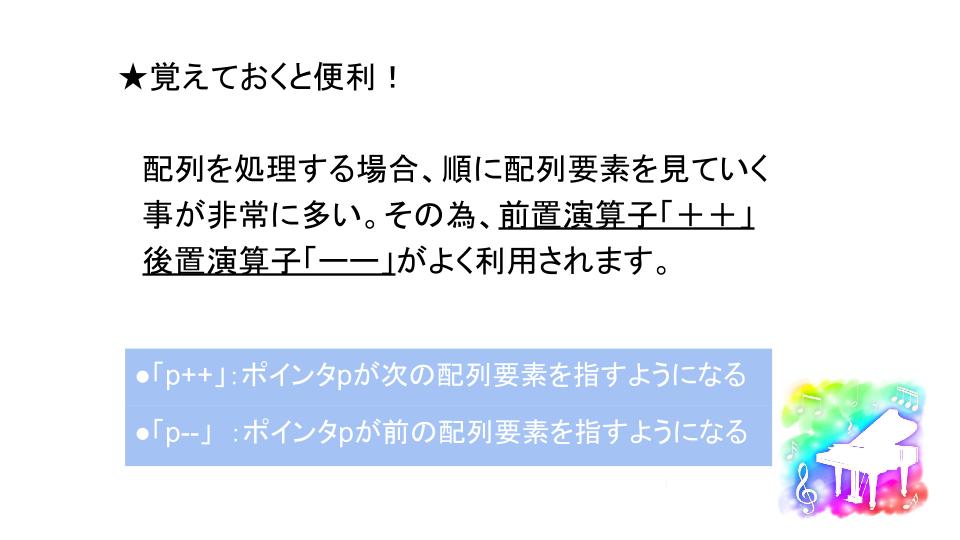 ★覚えておくと便利！
配列を処理する場合、順に配列要素を見ていく
事が非常に多い。その為、前置演算子「＋＋」
後置演算子「ーー」がよく利用されます。
●「p++」：ポインタpが次の配列要素を指すようになる
●「p--」：ポインタpが前の配列要素を指すようになる